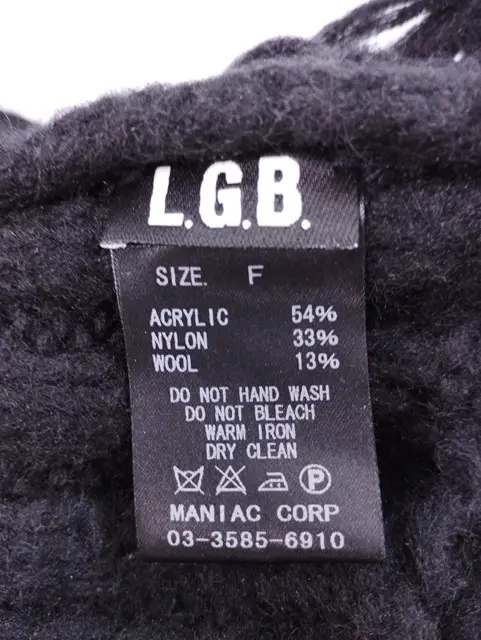 L.G.B.
SIZE. F
ACRYLIC 54%
NYLON 33%
WOOL 13%
DO NOT HAND WASH
DO NOT BLEACH
WARM IRON
DRY CLEAN
P
MANIAC CORP
03-3585-6910